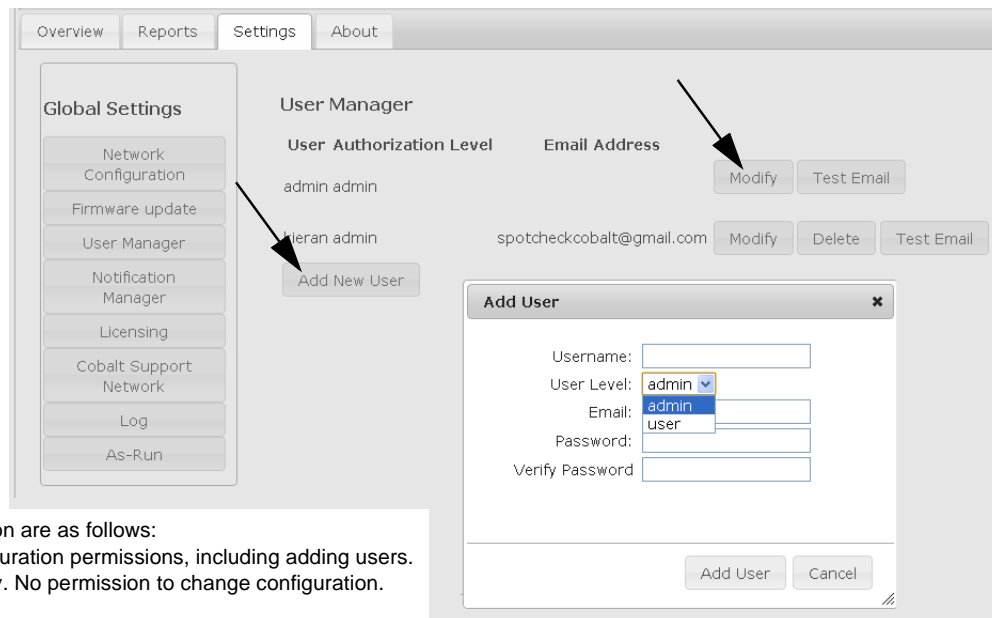 Overview Reports Settings About
Global Settings
Network
Configuration
Firmware update
User Manager
Notification
Manager
Licensing
Cobalt Support
Network
Log
As-Run
User Manager
User Authorization Level Email Address
admin admin Modify Test Email
kieran admin spotcheckcobalt@gmail.com Modify Delete Test Email
Add New User
Add User
Username:
User Level: admin
admin
user
Email:
Password:
Verify Password
Add User Cancel
are as follows:
permissions, including adding users.
No permission to change configuration.